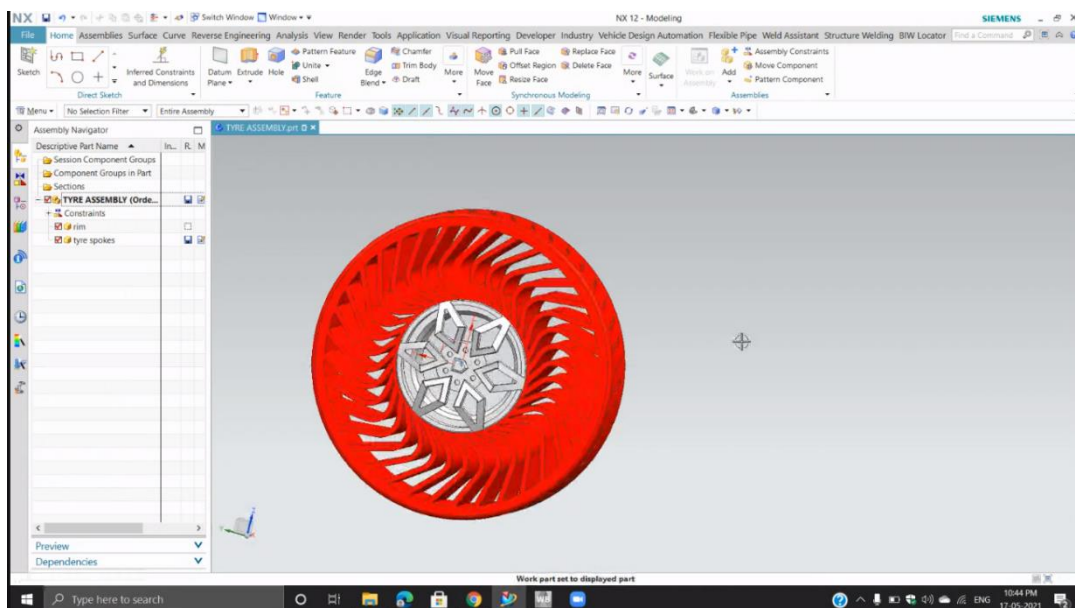 NX Switch Window Window NX 12 - Modeling SIEMENS
File Home Assemblies Surface Curve Reverse Engineering Analysis View Render Tools Application Visual Reporting Developer Industry Vehicle Design Automation Flexible Pipe Weld Assistant Structure Welding BIW Locator Find a Command
Sketch
Inferred Constraints and Dimensions
Direct Sketch
Datum Plane
Extrude
Hole
Pattern Feature
Unite
Shell
Edge Blend
Chamfer
Trim Body
Draft
More
Feature
Move Face
Pull Face
Offset Region
Resize Face
Replace Face
Delete Face
More
Synchronous Modeling
Surface
Work on Assembly
Add
Assembly Constraints
Move Component
Pattern Component
Assemblies
Menu No Selection Filter Entire Assembly
Assembly Navigator
TYRE ASSEMBLY.prt
Descriptive Part Name In... R. M
Session Component Groups
Component Groups in Part
Sections
TYRE ASSEMBLY (Orde...
Constraints
rim
tyre spokes
Preview
Dependencies
Work part set to displayed part
Type here to search
ENG
10:44 PM
17-05-2021